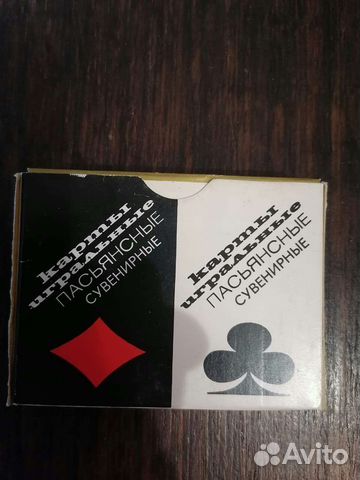 карты
игральные
ПАСЬЯНСНЫЕ
СУВЕНИРНЫЕ
карты
игральные
ПАСЬЯНСНЫЕ
СУВЕНИРНЫЕ
Avito